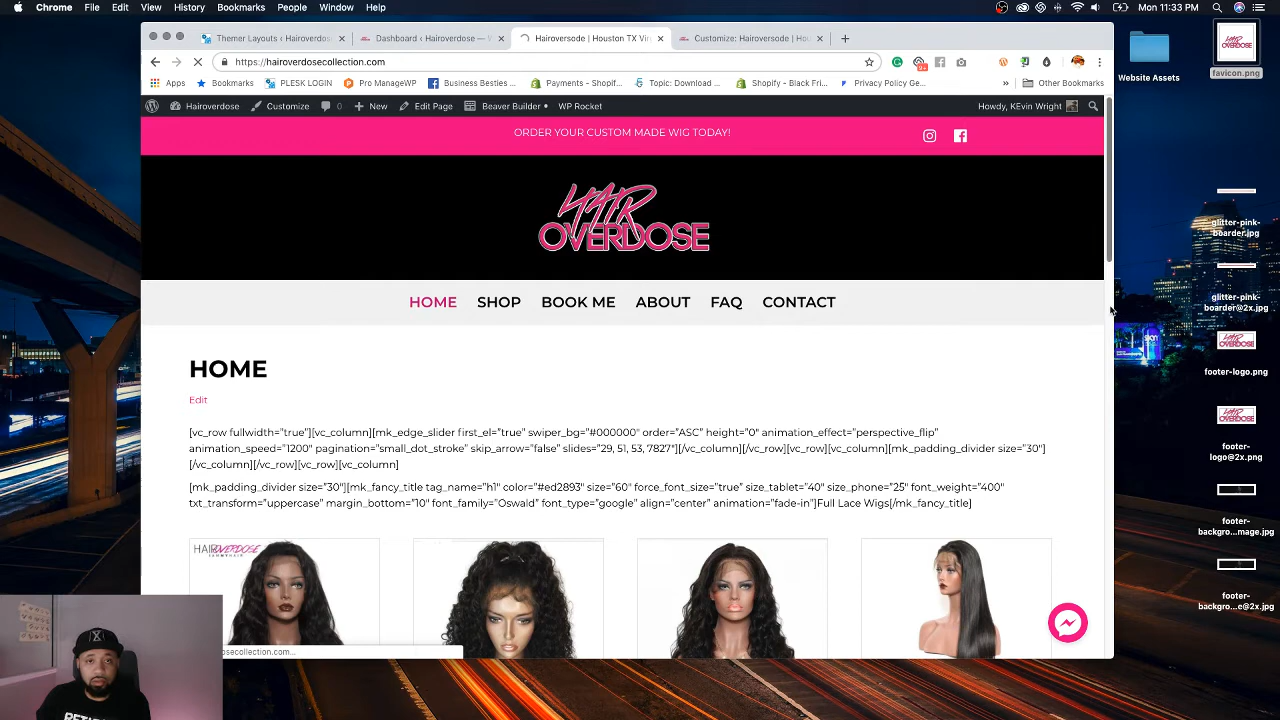 Chrome File Edit View History Bookmarks People Window Help
Mon 11:33 PM
Themer Layouts ‹ Hairoverdos
Dashboard ‹ Hairoverdose — W
Hairoversode | Houston TX Vir
Customize: Hairoversode | Hou
https://hairoverdosecollection.com
Apps Bookmarks PLESK LOGIN Pro ManageWP Business Besties ... Payments - Shopif... Topic: Download ... Shopify - Black Fri... Privacy Policy Ge... » Other Bookmarks
Hairoverdose Customize 0 New Edit Page Beaver Builder • WP Rocket Howdy, KEvin Wright
ORDER YOUR CUSTOM MADE WIG TODAY!
HAIR
OVERDOSE
HOME SHOP BOOK ME ABOUT FAQ CONTACT
HOME
Edit
[vc_row fullwidth="true"][vc_column][mk_edge_slider first_el="true" swiper_bg="#000000" order="ASC" height="0" animation_effect="perspective_flip"
animation_speed="1200" pagination="small_dot_stroke" skip_arrow="false" slides="29, 51, 53, 7827"][/vc_column][/vc_row][vc_row][vc_column][mk_padding_divider size="30"]
[/vc_column][/vc_row][vc_row][vc_column]
[mk_padding_divider size="30"][mk_fancy_title tag_name="h1" color="#ed2893" size="60" force_font_size="true" size_tablet="40" size_phone="25" font_weight="400"
txt_transform="uppercase" margin_bottom="10" font_family="Oswald" font_type="google" align="center" animation="fade-in"]Full Lace Wigs[/mk_fancy_title]
HAIROVERDOSE
osecollection.com...
Website Assets
favicon.png
glitter-pink-
boarder.jpg
glitter-pink-
boarder@2x.jpg
footer-logo.png
footer-
logo@2x.png
footer-
backgro...mage.jpg
footer-
backgro...e@2x.jpg